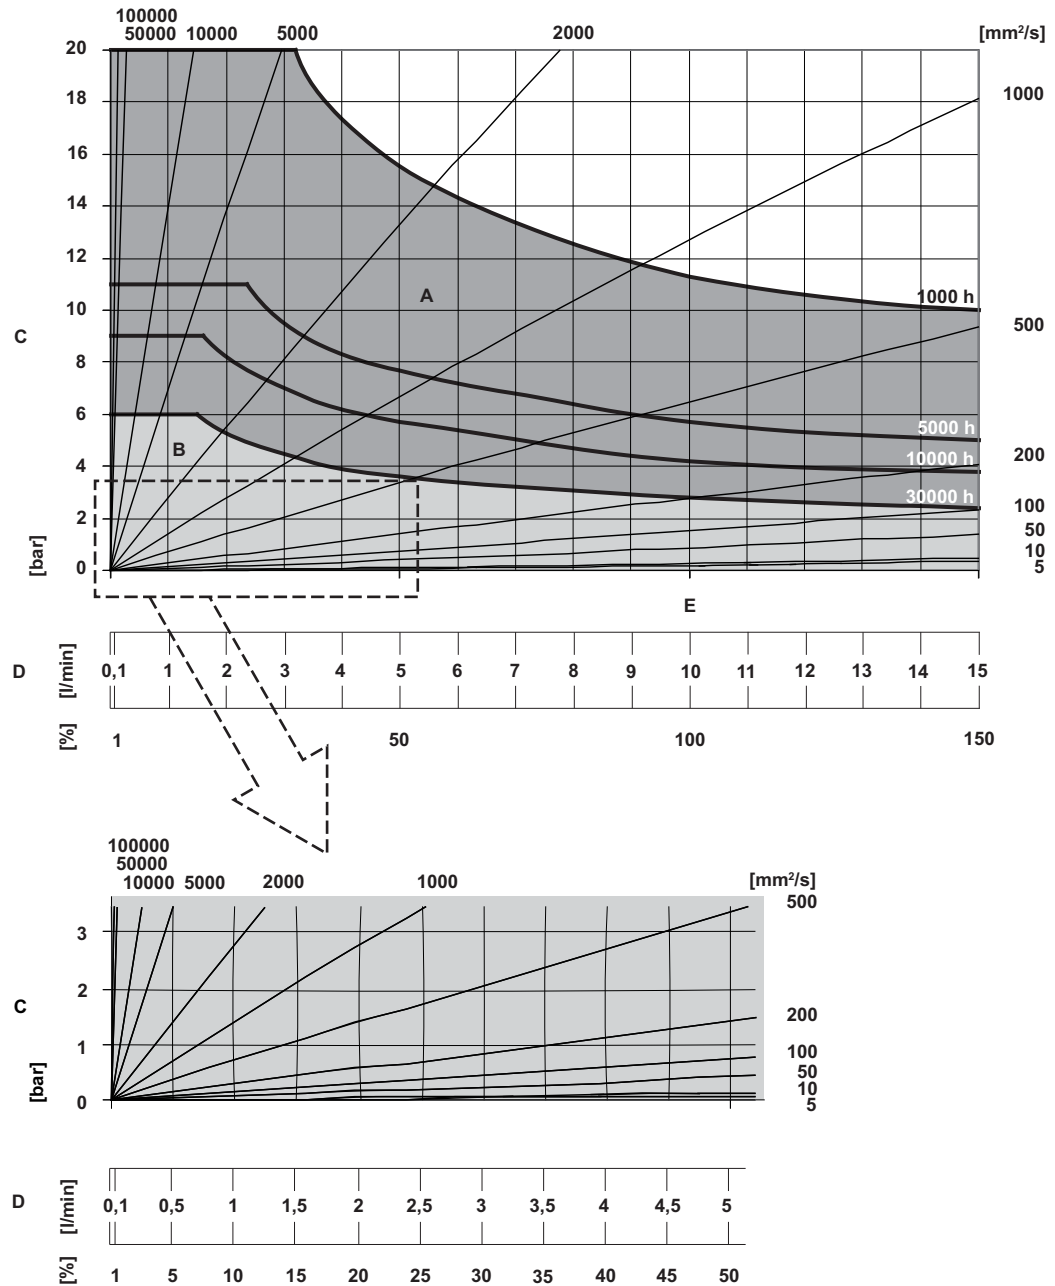 100000
50000 10000 5000 2000 [mm²/s]
20
18 1000
16
14
12
10 A 1000 h
C 500
8
6 5000 h
B
4 10000 h 200
30000 h
2 100
50
10
[bar] 0 5
E
D [l/min] 0,1 1 2 3 4 5 6 7 8 9 10 11 12 13 14 15
[%] 1 50 100 150
100000
50000
10000 5000 2000 1000 [mm²/s]
500
3
2
C 200
1 100
50
10
[bar] 0 5
D [l/min] 0,1 0,5 1 1,5 2 2,5 3 3,5 4 4,5 5
[%] 1 5 10 15 20 25 30 35 40 45 50